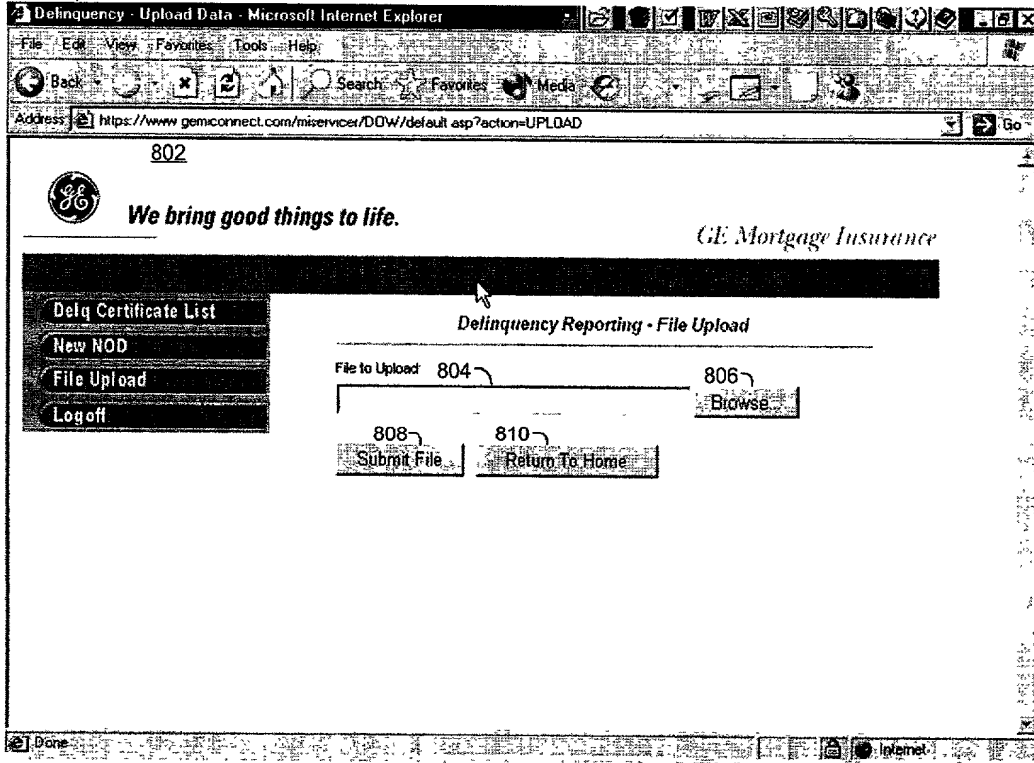 Delinquency - Upload Data - Microsoft Internet Explorer
File Edit View Favorites Tools Help
Back Search Favorites Media
Address https://www.gemiconnect.com/miservicer/DOW//default.asp?action=UPLOAD Go
802
GE We bring good things to life.
GE Mortgage Insurance
Delq Certificate List
New NOD
File Upload
Logoff
Delinquency Reporting - File Upload
File to Upload: 804
806
Browse...
808 810
Submit File Return To Home
Done Internet